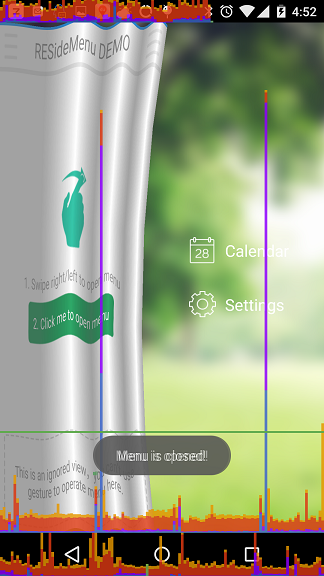 4:52
RESideMenu DEMO
28
Calendar
1. Swipe right/left to open menu
Settings
2. Click me to open menu
Menu is closed!
This is an ignored view,
gesture to operate menu here.